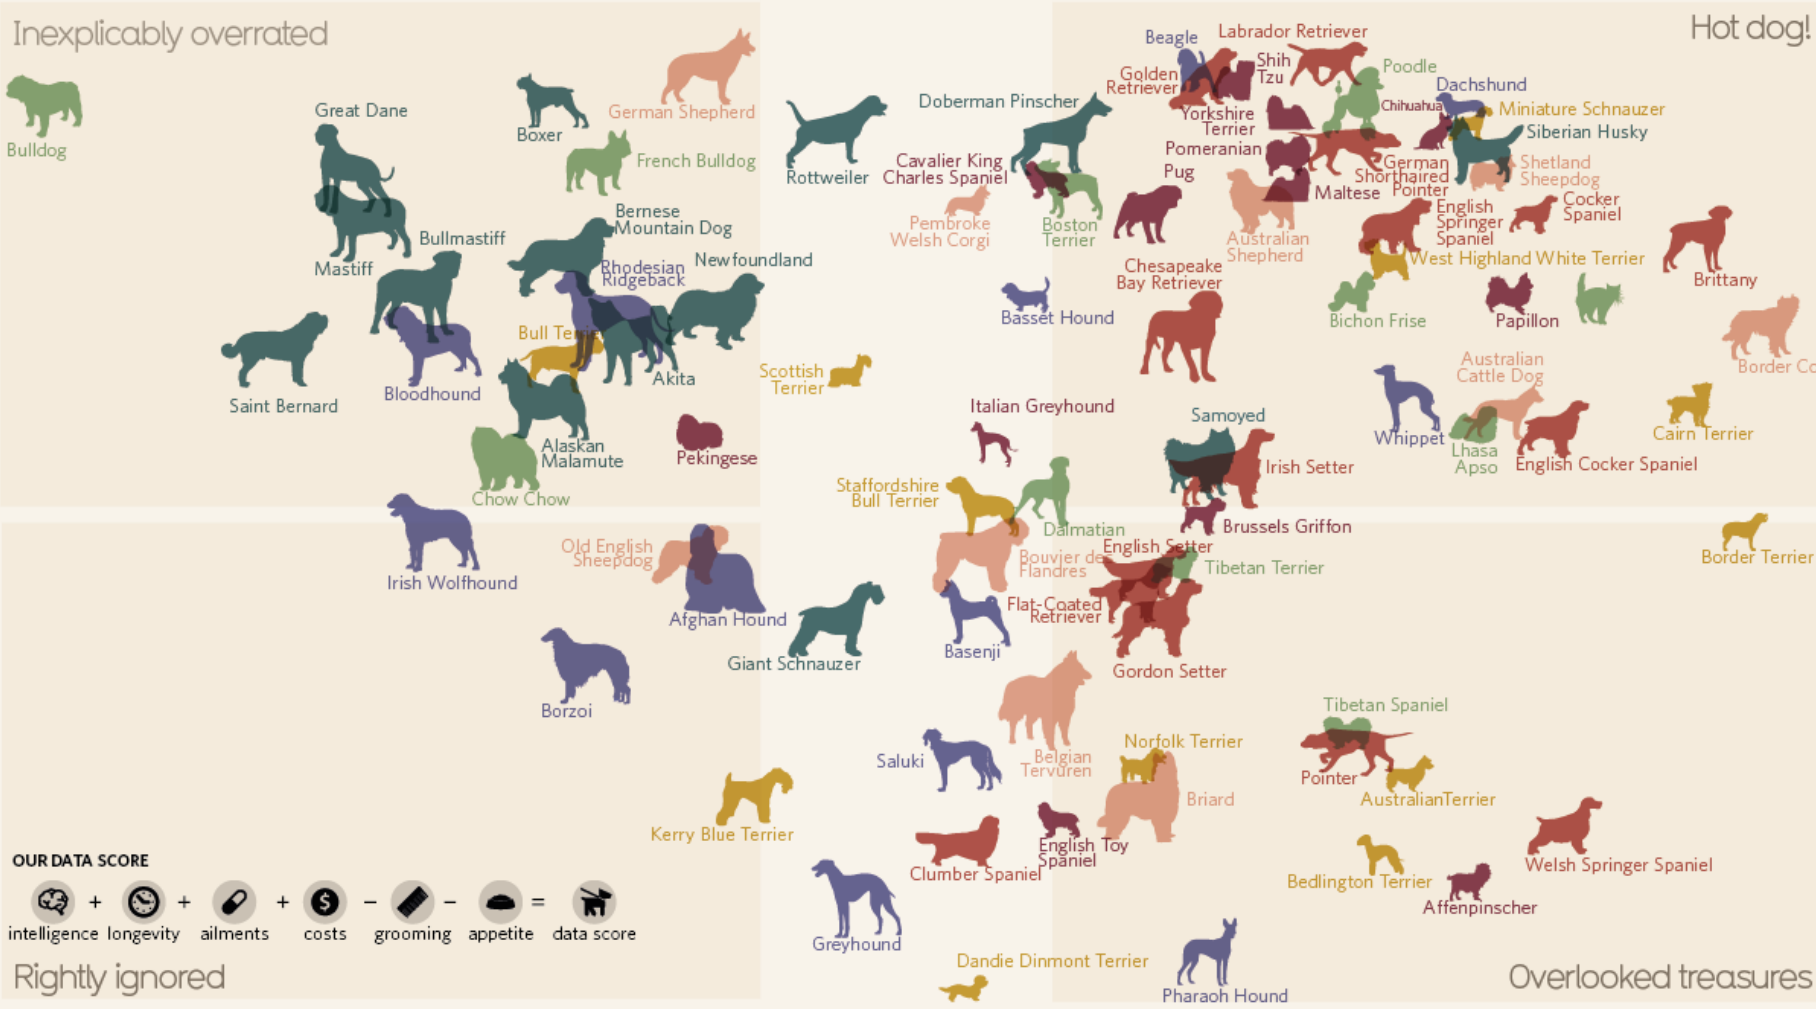 Inexplicably overrated
Hot dog!
Bulldog
Great Dane
Boxer
German Shepherd
French Bulldog
Mastiff
Bullmastiff
Bernese
Mountain Dog
Rhodesian
Ridgeback
Newfoundland
Bull Terrier
Saint Bernard
Bloodhound
Akita
Alaskan
Malamute
Pekingese
Chow Chow
Rottweiler
Doberman Pinscher
Cavalier King
Charles Spaniel
Pembroke
Welsh Corgi
Boston
Terrier
Basset Hound
Scottish
Terrier
Italian Greyhound
Staffordshire
Bull Terrier
Dalmatian
Beagle
Labrador Retriever
Golden
Retriever
Shih
Tzu
Poodle
Dachshund
Chihuahua
Miniature Schnauzer
Yorkshire
Terrier
Siberian Husky
Pomeranian
Pug
German
Shorthaired
Pointer
Shetland
Sheepdog
Maltese
Australian
Shepherd
English
Springer
Spaniel
Cocker
Spaniel
Chesapeake
Bay Retriever
West Highland White Terrier
Brittany
Bichon Frise
Papillon
Border Co
Australian
Cattle Dog
Whippet
Lhasa
Apso
English Cocker Spaniel
Cairn Terrier
Samoyed
Irish Setter
Brussels Griffon
Border Terrier
Irish Wolfhound
Old English
Sheepdog
Afghan Hound
Borzoi
Giant Schnauzer
Bouvier des
Flandres
Basenji
English Setter
Tibetan Terrier
Flat-Coated
Retriever
Gordon Setter
Saluki
Belgian
Tervuren
Norfolk Terrier
Briard
Tibetan Spaniel
Pointer
AustralianTerrier
Kerry Blue Terrier
Clumber Spaniel
English Toy
Spaniel
Welsh Springer Spaniel
Bedlington Terrier
Affenpinscher
Greyhound
Dandie Dinmont Terrier
Pharaoh Hound
OUR DATA SCORE
+ + + – – =
intelligence longevity ailments costs grooming appetite data score
Rightly ignored
Overlooked treasures